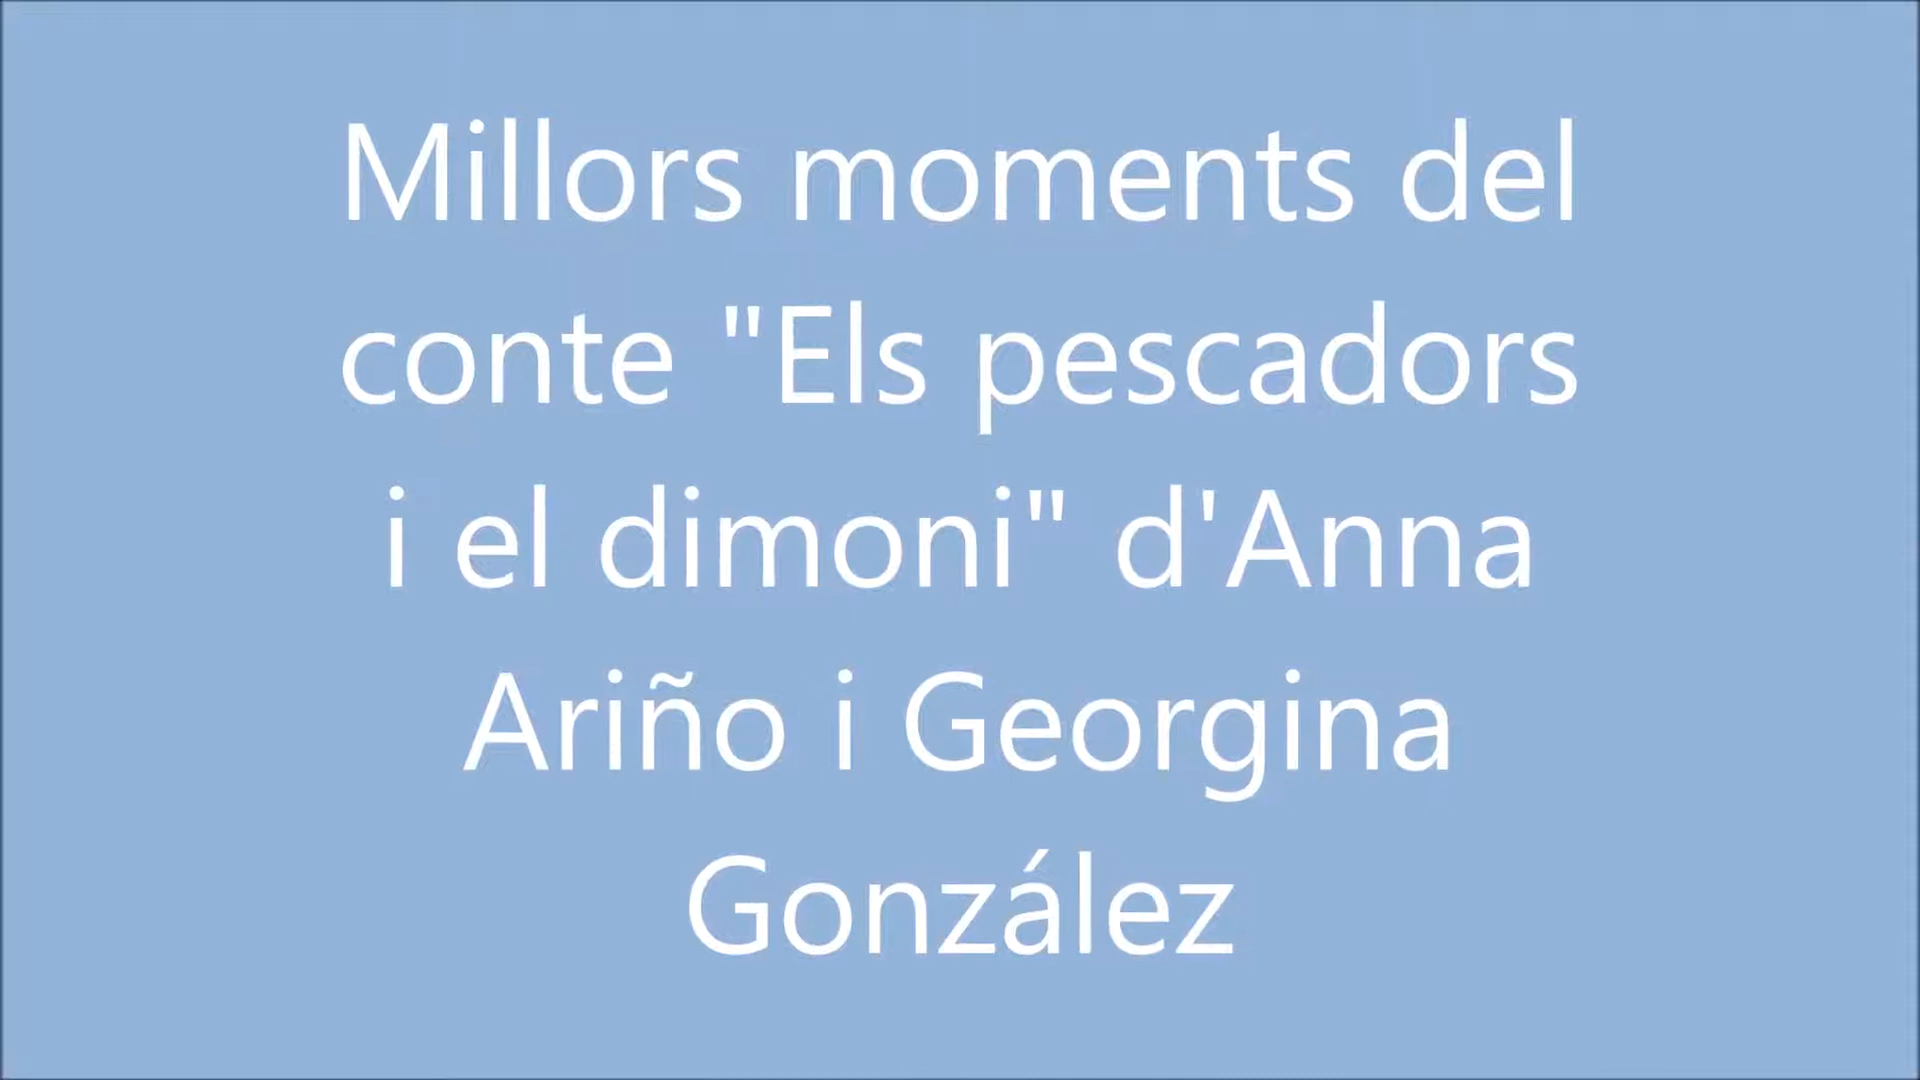 Millors moments del
conte "Els pescadors
i el dimoni" d'Anna
Ariño i Georgina
González